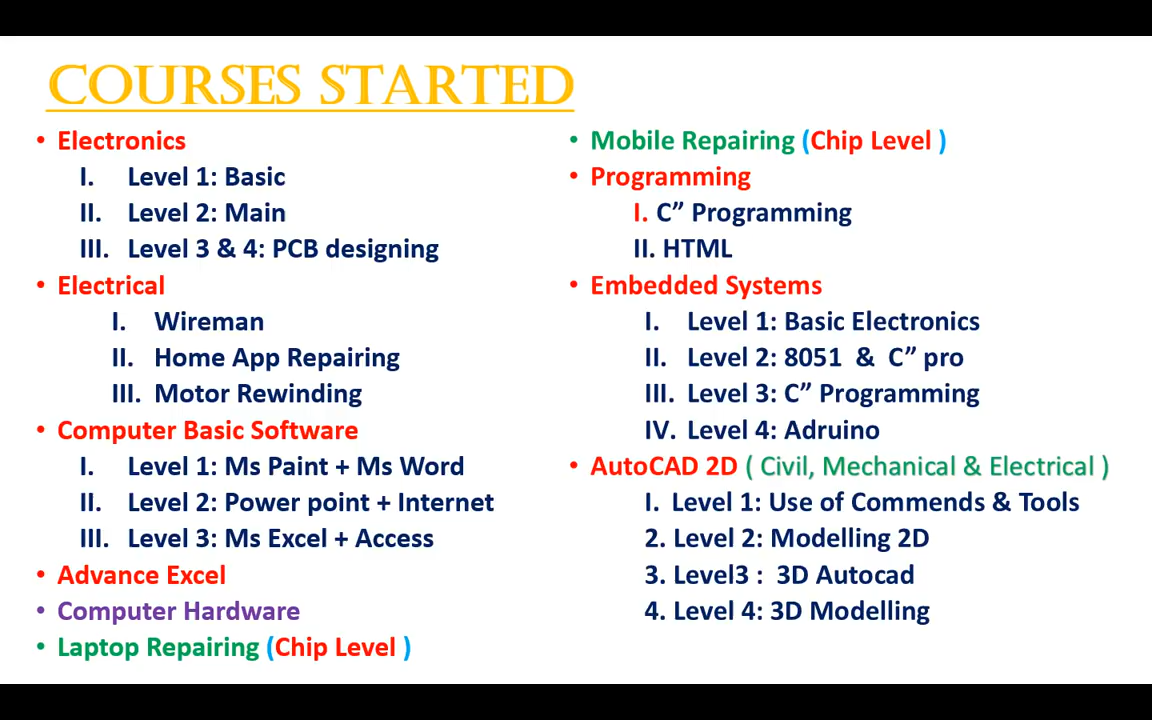 COURSES STARTED
• Electronics
I. Level 1: Basic
II. Level 2: Main
III. Level 3 & 4: PCB designing
• Electrical
I. Wireman
II. Home App Repairing
III. Motor Rewinding
• Computer Basic Software
I. Level 1: Ms Paint + Ms Word
II. Level 2: Power point + Internet
III. Level 3: Ms Excel + Access
• Advance Excel
• Computer Hardware
• Laptop Repairing (Chip Level )
• Mobile Repairing (Chip Level )
• Programming
I. C” Programming
II. HTML
• Embedded Systems
I. Level 1: Basic Electronics
II. Level 2: 8051 & C” pro
III. Level 3: C” Programming
IV. Level 4: Adruino
• AutoCAD 2D ( Civil, Mechanical & Electrical )
I. Level 1: Use of Commends & Tools
2. Level 2: Modelling 2D
3. Level3 : 3D Autocad
4. Level 4: 3D Modelling